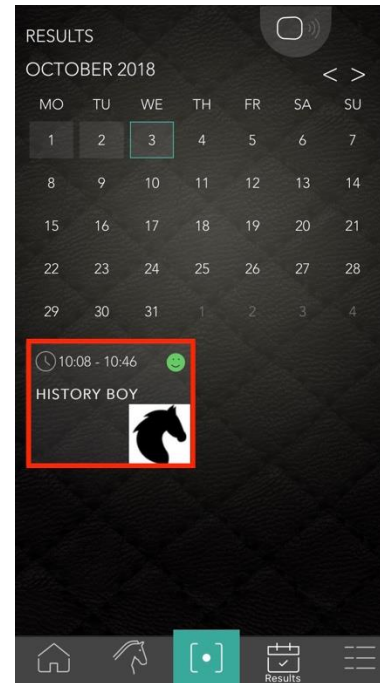 RESULTS
OCTOBER 2018
< >
MO TU WE TH FR SA SU
1 2 3 4 5 6 7
8 9 10 11 12 13 14
15 16 17 18 19 20 21
22 23 24 25 26 27 28
29 30 31 1 2 3 4
10:08 - 10:46
HISTORY BOY
Results